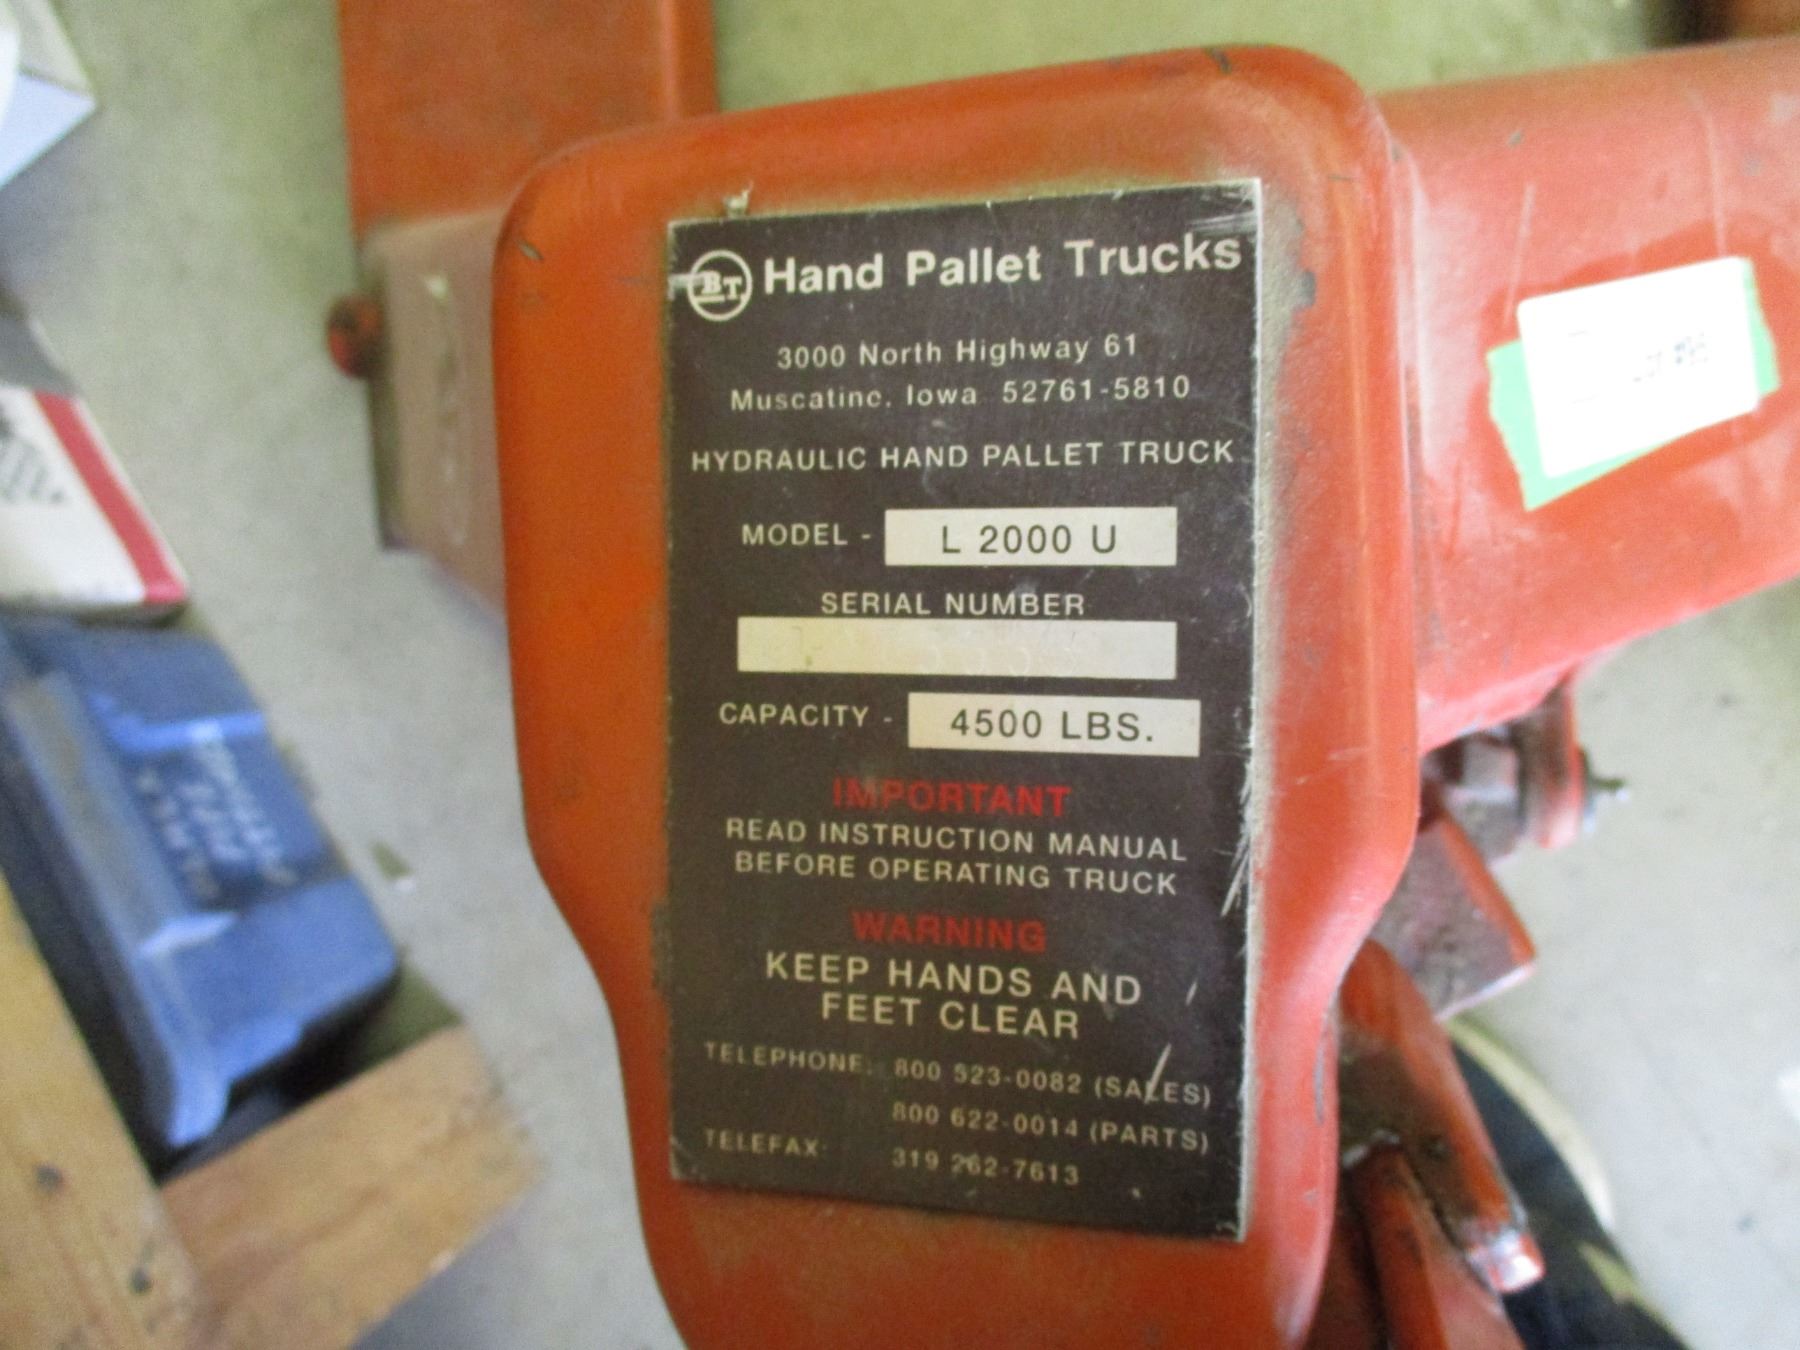 BT Hand Pallet Trucks
3000 North Highway 61
Muscatine, Iowa 52761-5810
HYDRAULIC HAND PALLET TRUCK
MODEL - L 2000 U
SERIAL NUMBER
CAPACITY - 4500 LBS.
IMPORTANT
READ INSTRUCTION MANUAL
BEFORE OPERATING TRUCK
WARNING
KEEP HANDS AND
FEET CLEAR
TELEPHONE: 800 323-0082 (SALES)
800 622-0014 (PARTS)
TELEFAX: 319 262-7613